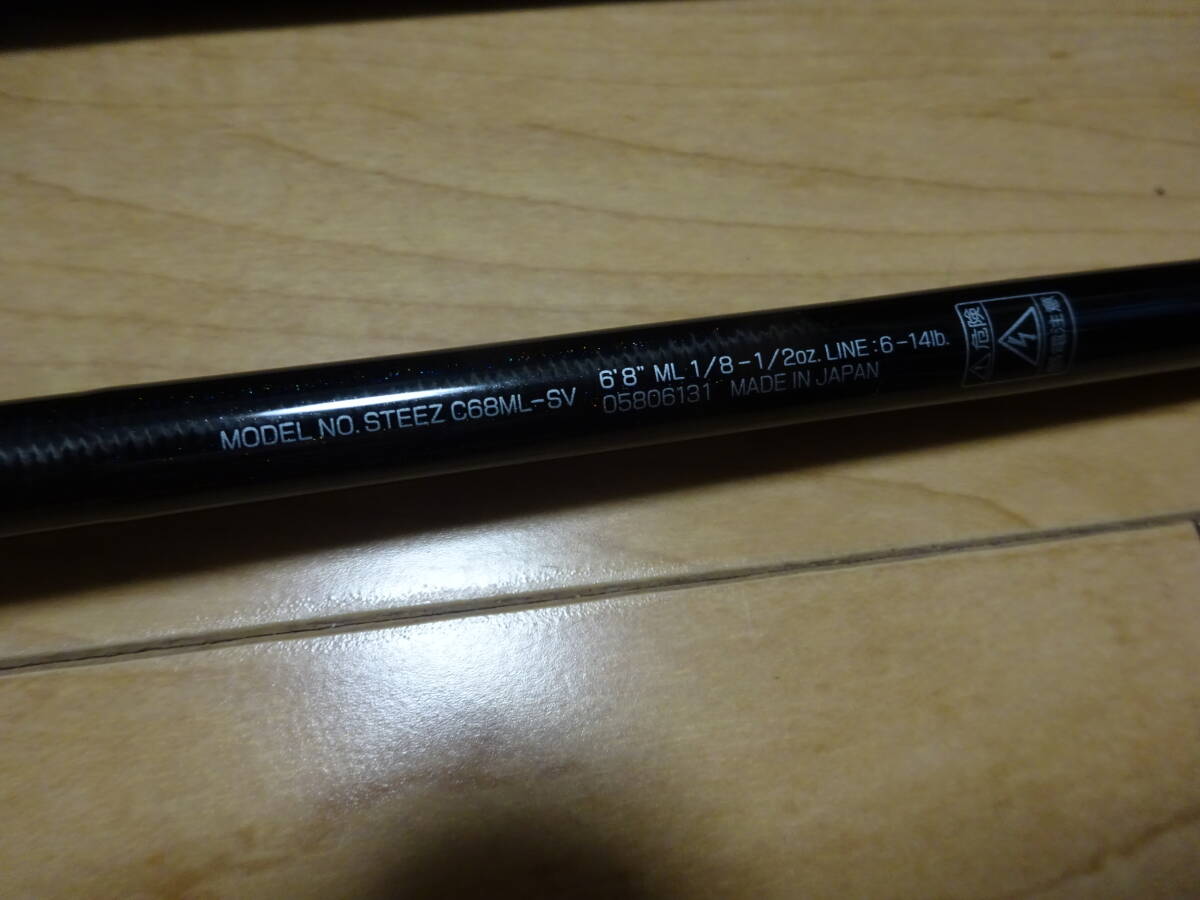 MODEL NO. STEEZ C68ML-SV
6'8" ML 1/8-1/2oz. LINE:6-14lb.
05806131 MADE IN JAPAN
危険